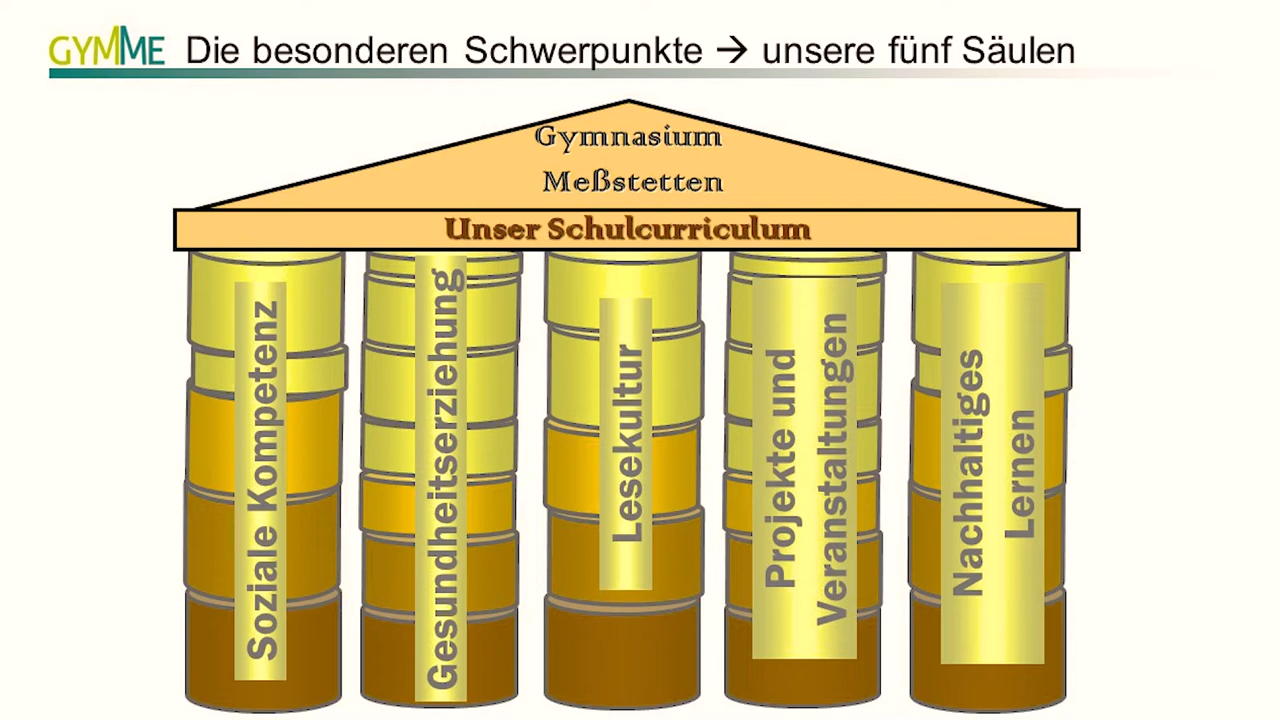 GYMME Die besonderen Schwerpunkte → unsere fünf Säulen
Gymnasium
Meßstetten
Unser Schulcurriculum
Soziale Kompetenz
Gesundheitserziehung
Lesekultur
Projekte und
Veranstaltungen
Nachhaltiges
Lernen